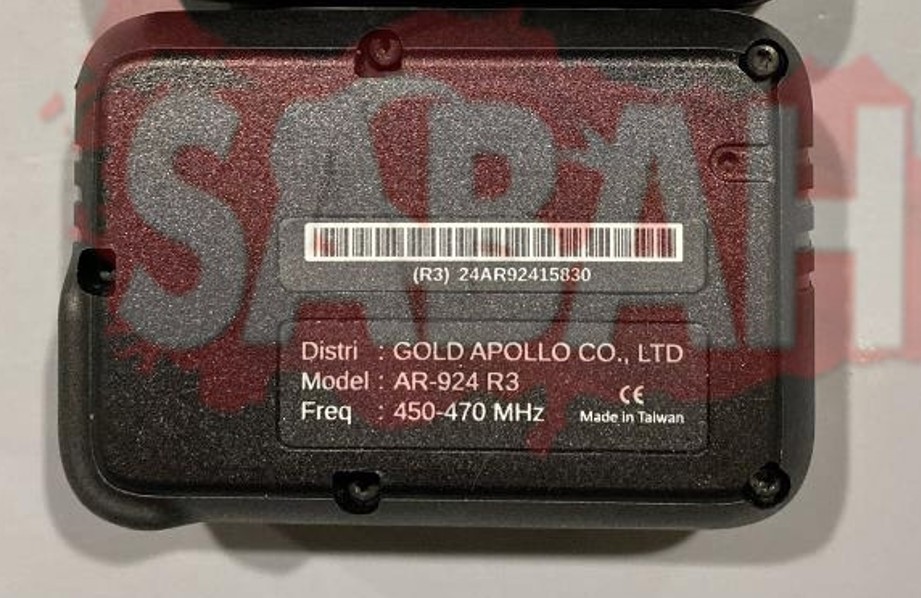 SABAH
(R3) 24AR92415830
Distri : GOLD APOLLO CO., LTD
Model : AR-924 R3
Freq : 450-470 MHz
CE
Made in Taiwan